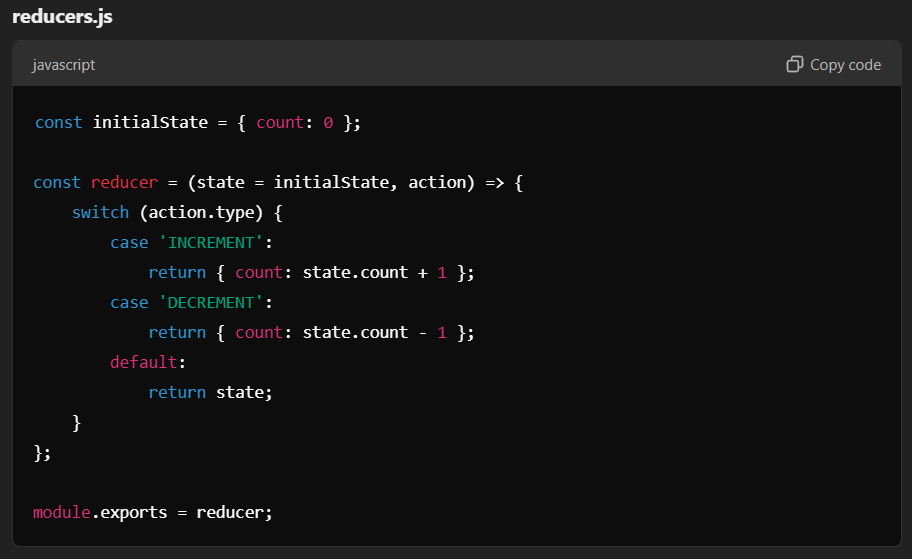 reducers.js
javascript
Copy code
const initialState = { count: 0 };
const reducer = (state = initialState, action) => {
    switch (action.type) {
        case 'INCREMENT':
            return { count: state.count + 1 };
        case 'DECREMENT':
            return { count: state.count - 1 };
        default:
            return state;
    }
};
module.exports = reducer;